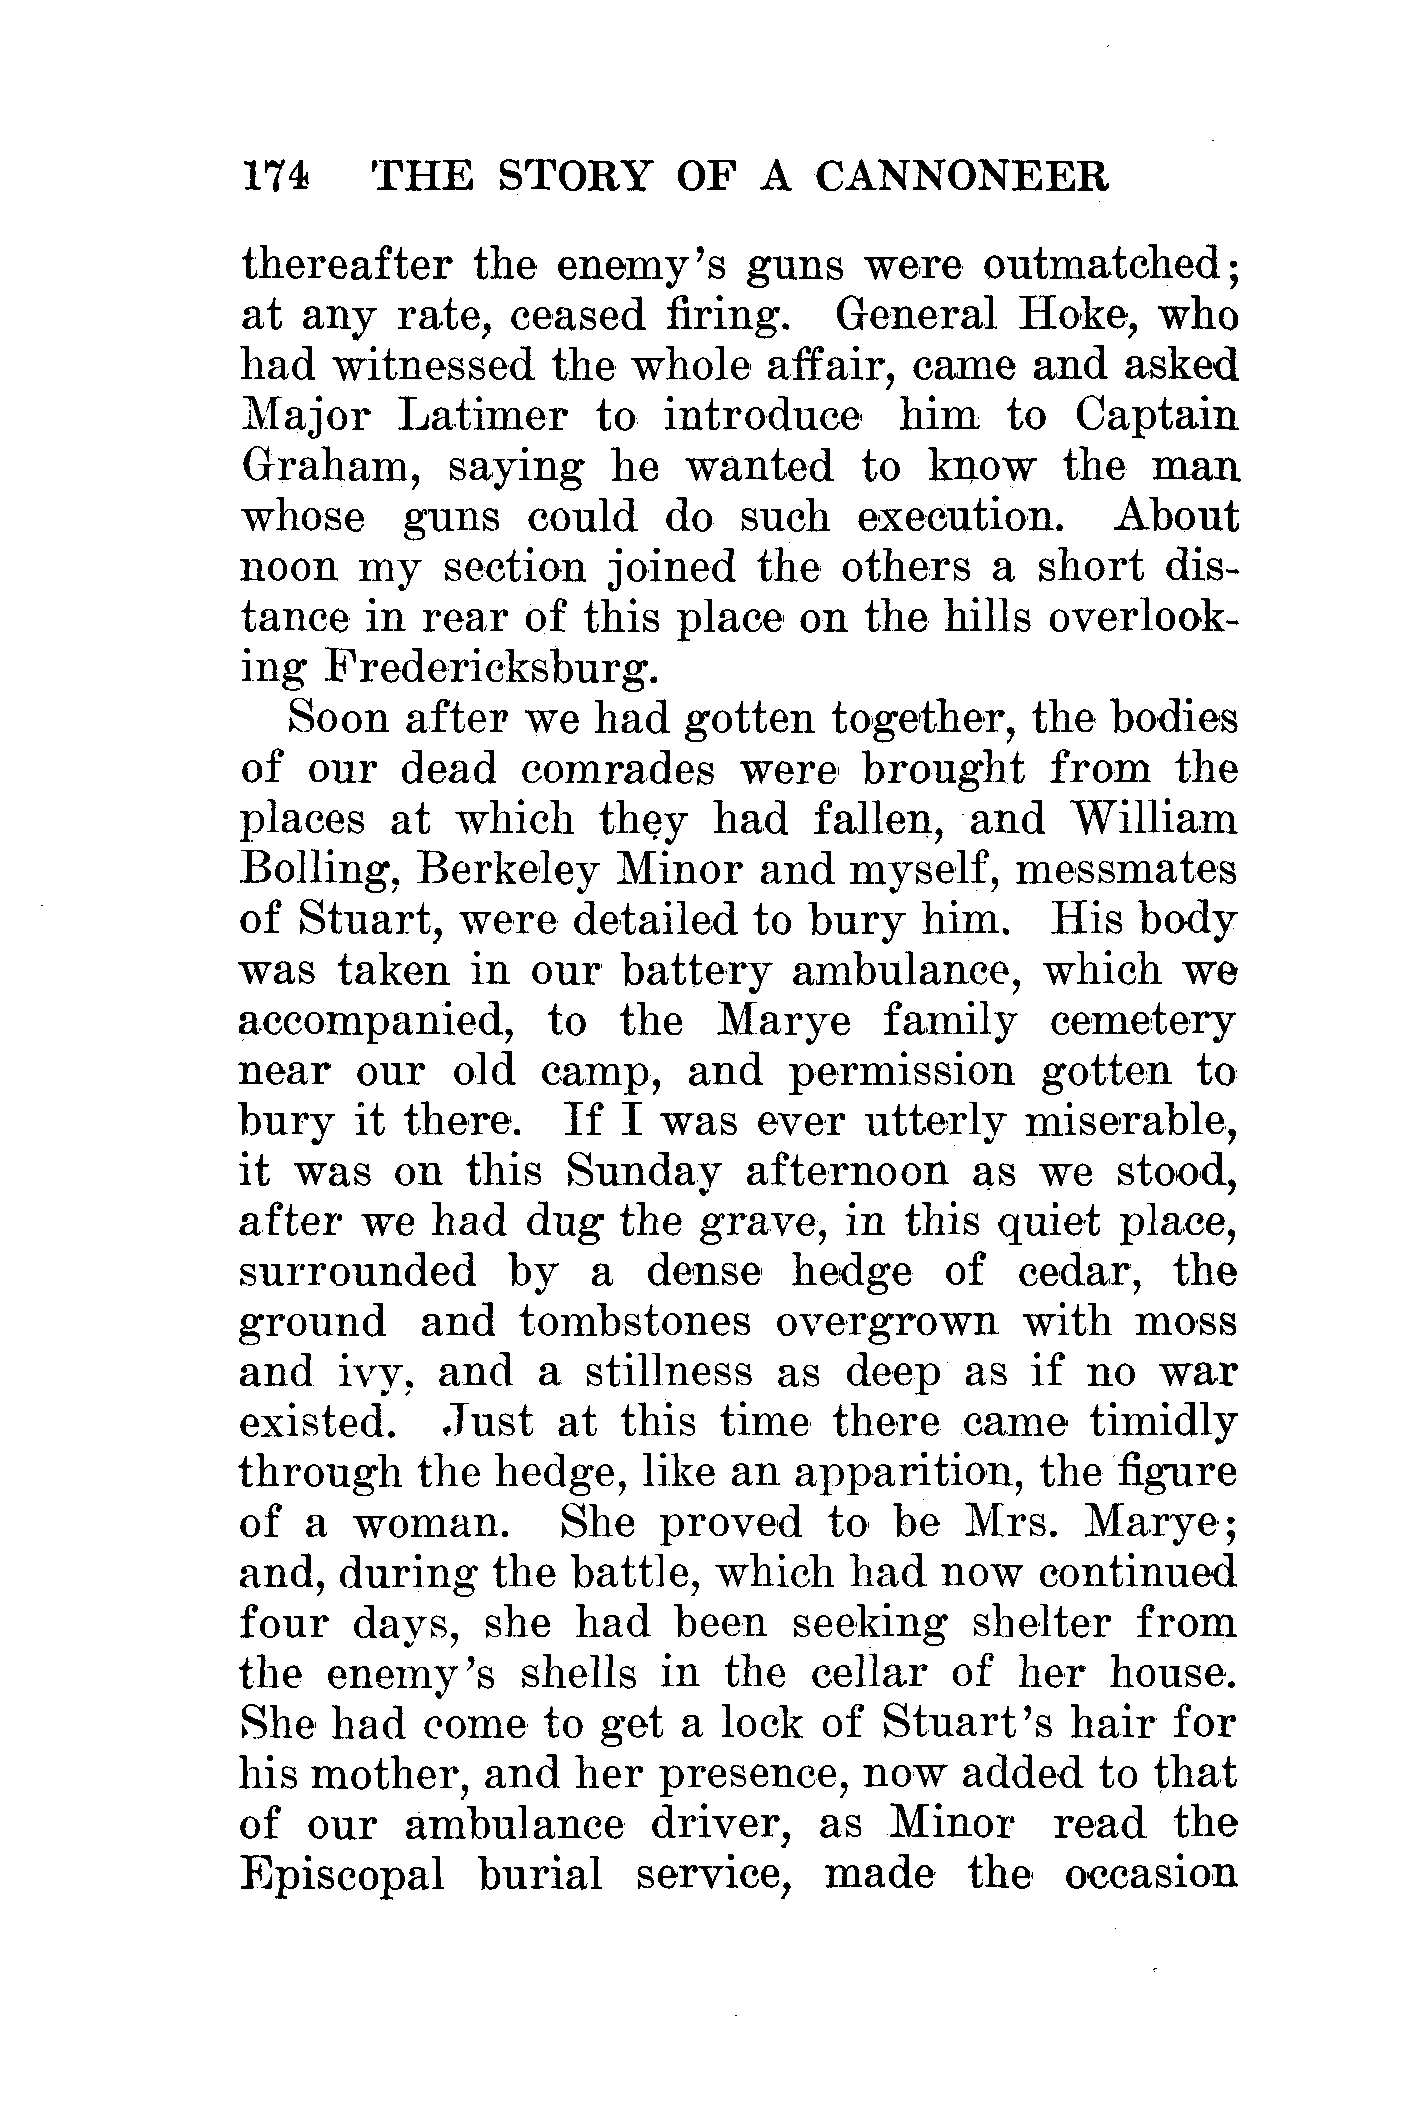 174 THE STORY OF A CANNONEER
thereafter the enemy's guns were outmatched;
at any rate, ceased firing. General Hoke, who
had witnessed the whole affair, came and asked
Major Latimer to introduce him to Captain
Graham, saying he wanted to know the man
whose guns could do such execution. About
noon my section joined the others a short dis-
tance in rear of this place on the hills overlook-
ing Fredericksburg.
Soon after we had gotten together, the bodies
of our dead comrades were brought from the
places at which they had fallen, and William
Bolling, Berkeley Minor and myself, messmates
of Stuart, were detailed to bury him. His body
was taken in our battery ambulance, which we
accompanied, to the Marye family cemetery
near our old camp, and permission gotten to
bury it there. If I was ever utterly miserable,
it was on this Sunday afternoon as we stood,
after we had dug the grave, in this quiet place,
surrounded by a dense hedge of cedar, the
ground and tombstones overgrown with moss
and ivy, and a stillness as deep as if no war
existed. Just at this time there came timidly
through the hedge, like an apparition, the figure
of a woman. She proved to be Mrs. Marye;
and, during the battle, which had now continued
four days, she had been seeking shelter from
the enemy's shells in the cellar of her house.
She had come to get a lock of Stuart's hair for
his mother, and her presence, now added to that
of our ambulance driver, as Minor read the
Episcopal burial service, made the occasion